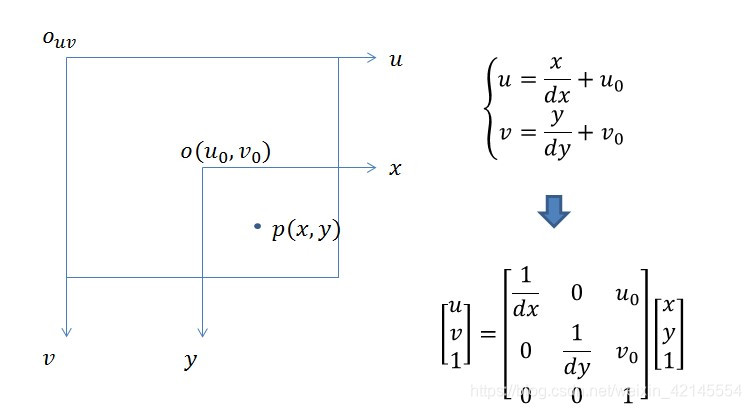 o_{uv}
u
o(u_0, v_0)
x
p(x, y)
v
y
\begin{cases} u = \frac{x}{dx} + u_0 \\ v = \frac{y}{dy} + v_0 \end{cases}
\begin{bmatrix} u \\ v \\ 1 \end{bmatrix} = \begin{bmatrix} \frac{1}{dx} & 0 & u_0 \\ 0 & \frac{1}{dy} & v_0 \\ 0 & 0 & 1 \end{bmatrix} \begin{bmatrix} x \\ y \\ 1 \end{bmatrix}
https://blog.csdn.net/weixin_42145554